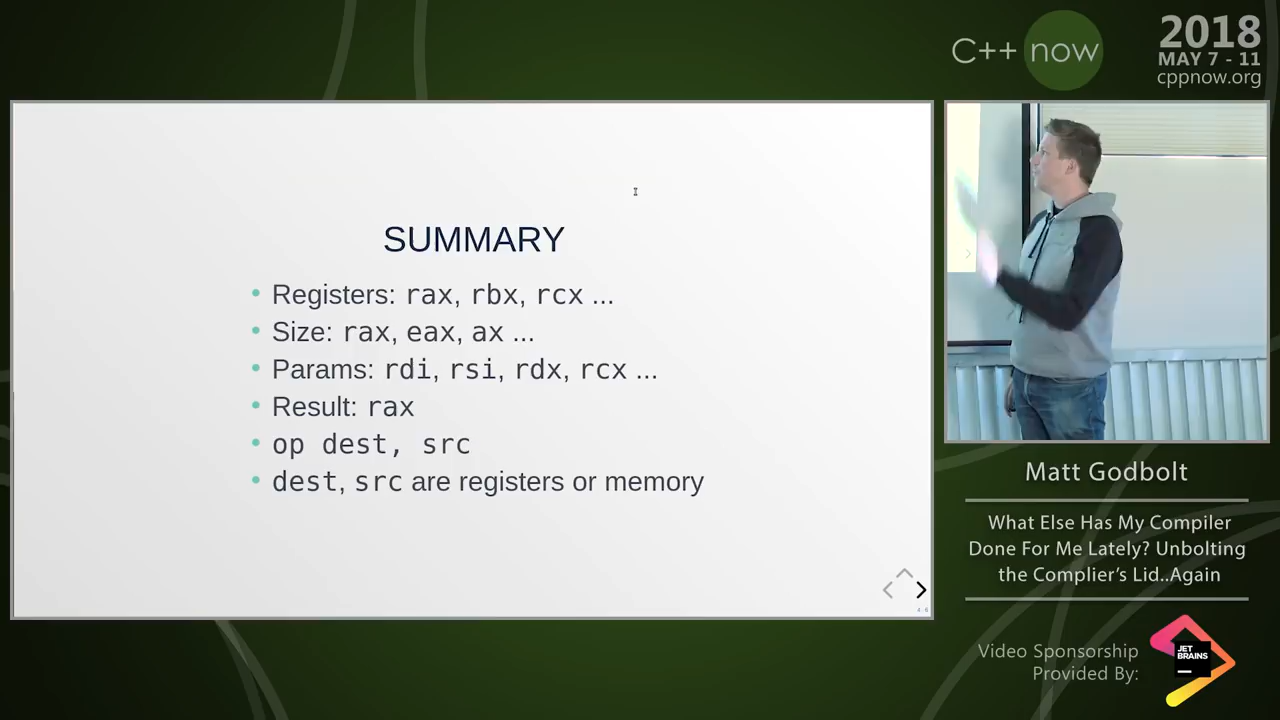 C++ now
2018
MAY 7 - 11
cppnow.org
SUMMARY
Registers: rax, rbx, rcx ...
Size: rax, eax, ax ...
Params: rdi, rsi, rdx, rcx ...
Result: rax
op dest, src
dest, src are registers or memory
Matt Godbolt
What Else Has My Compiler
Done For Me Lately? Unbolting
the Complier's Lid..Again
Video Sponsorship
Provided By:
JET
BRAINS